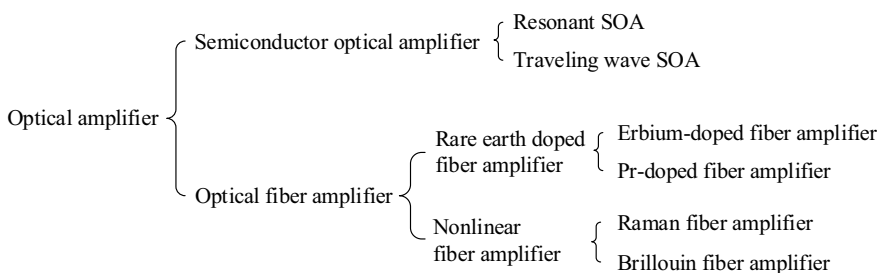 Resonant SOA
Semiconductor optical amplifier
Traveling wave SOA
Optical amplifier
Rare earth doped
fiber amplifier
Erbium-doped fiber amplifier
Pr-doped fiber amplifier
Optical fiber amplifier
Nonlinear
fiber amplifier
Raman fiber amplifier
Brillouin fiber amplifier